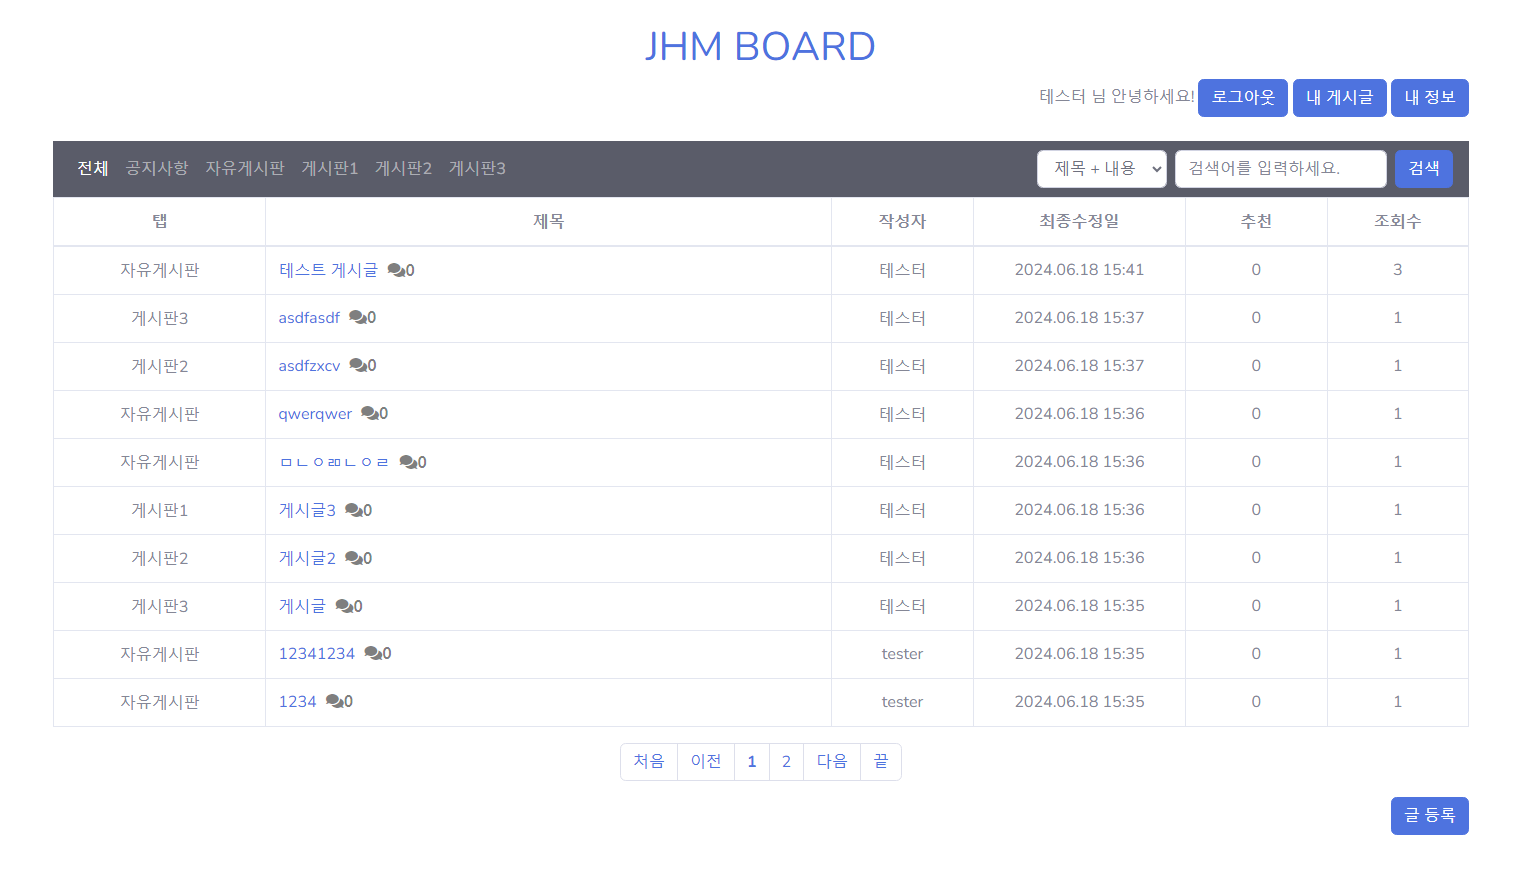 JHM BOARD
테스터 님 안녕하세요! 로그아웃 내 게시글 내 정보
전체 공지사항 자유게시판 게시판1 게시판2 게시판3 제목 + 내용 검색어를 입력하세요. 검색
탭 제목 작성자 최종수정일 추천 조회수
자유게시판 테스트 게시글 0 테스터 2024.06.18 15:41 0 3
게시판3 asdfasdf 0 테스터 2024.06.18 15:37 0 1
게시판2 asdfzxcv 0 테스터 2024.06.18 15:37 0 1
자유게시판 qwerqwer 0 테스터 2024.06.18 15:36 0 1
자유게시판 ㅁㄴㅇㄻㄴㅇㄹ 0 테스터 2024.06.18 15:36 0 1
게시판1 게시글3 0 테스터 2024.06.18 15:36 0 1
게시판2 게시글2 0 테스터 2024.06.18 15:36 0 1
게시판3 게시글 0 테스터 2024.06.18 15:35 0 1
자유게시판 12341234 0 tester 2024.06.18 15:35 0 1
자유게시판 1234 0 tester 2024.06.18 15:35 0 1
처음 이전 1 2 다음 끝
글 등록